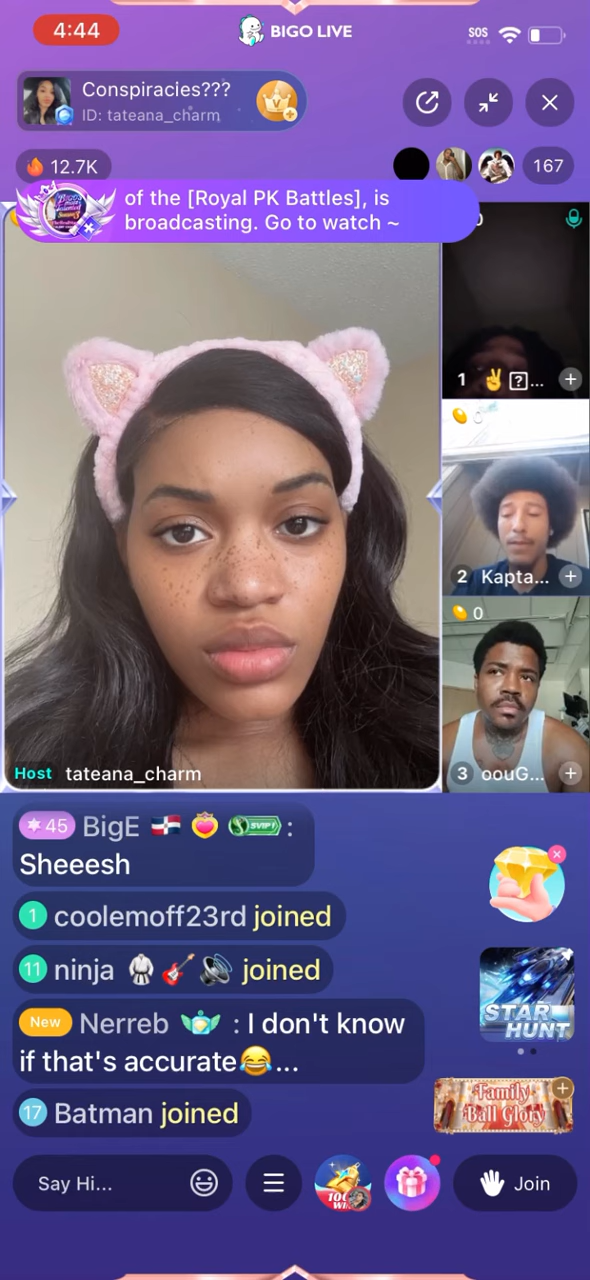 4:44
BIGO LIVE
SOS
Conspiracies???
ID: tateana_charm
12.7K
167
of the [Royal PK Battles], is
broadcasting. Go to watch ~
1 ✌️ ...
2 Kapta...
0
3 oouG...
Host tateana_charm
45 BigE 🇩🇴 SVIP1 :
Sheeesh
1 coolemoff23rd joined
11 ninja 🥋🎸🔊 joined
New Nerreb : I don't know
if that's accurate😂...
17 Batman joined
STAR
HUNT
Family
Ball Glory
Say Hi...
Join